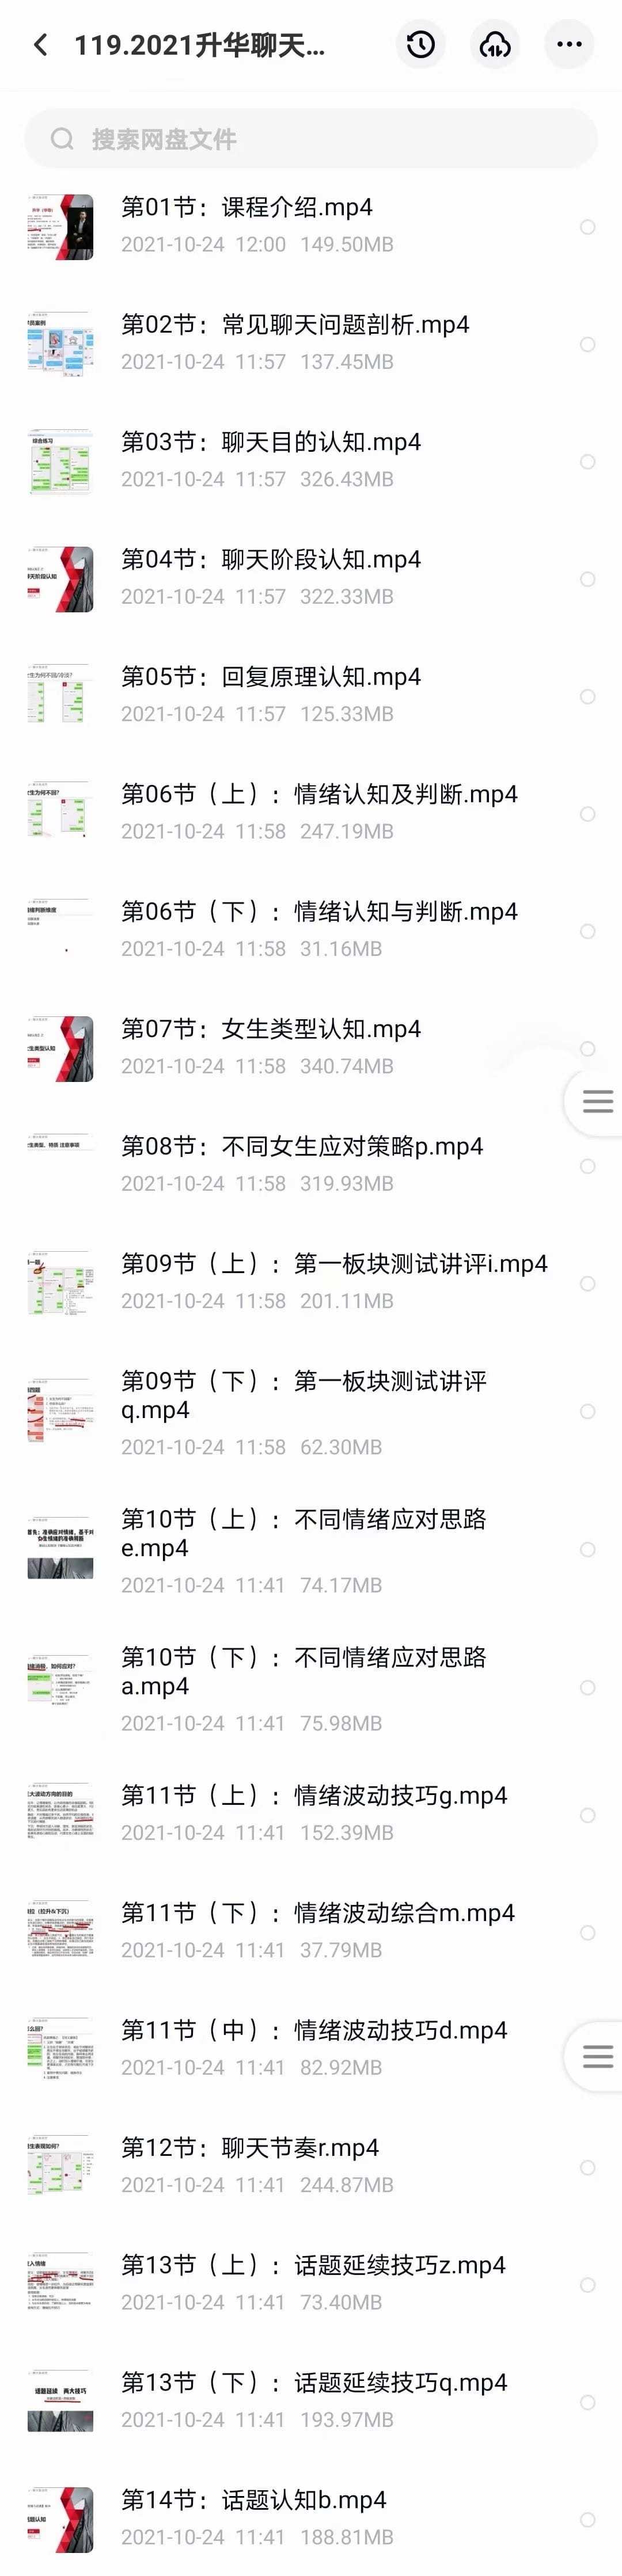 119.2021升华聊天...
搜索网盘文件
第01节：课程介绍.mp4
2021-10-24 12:00 149.50MB
第02节：常见聊天问题剖析.mp4
2021-10-24 11:57 137.45MB
第03节：聊天目的认知.mp4
2021-10-24 11:57 326.43MB
综合练习
第04节：聊天阶段认知.mp4
2021-10-24 11:57 322.33MB
第05节：回复原理认知.mp4
2021-10-24 11:57 125.33MB
第06节（上）：情绪认知及判断.mp4
2021-10-24 11:58 247.19MB
第06节（下）：情绪认知与判断.mp4
2021-10-24 11:58 31.16MB
第07节：女生类型认知.mp4
2021-10-24 11:58 340.74MB
第08节：不同女生应对策略p.mp4
2021-10-24 11:58 319.93MB
第09节（上）：第一板块测试讲评i.mp4
2021-10-24 11:58 201.11MB
第09节（下）：第一板块测试讲评
q.mp4
2021-10-24 11:58 62.30MB
第10节（上）：不同情绪应对思路
e.mp4
2021-10-24 11:41 74.17MB
第10节（下）：不同情绪应对思路
a.mp4
2021-10-24 11:41 75.98MB
第11节（上）：情绪波动技巧g.mp4
2021-10-24 11:41 152.39MB
第11节（下）：情绪波动综合m.mp4
2021-10-24 11:41 37.79MB
第11节（中）：情绪波动技巧d.mp4
2021-10-24 11:41 82.92MB
第12节：聊天节奏r.mp4
2021-10-24 11:41 244.87MB
第13节（上）：话题延续技巧z.mp4
2021-10-24 11:41 73.40MB
第13节（下）：话题延续技巧q.mp4
2021-10-24 11:41 193.97MB
话题延续 两大技巧
第14节：话题认知b.mp4
2021-10-24 11:41 188.81MB